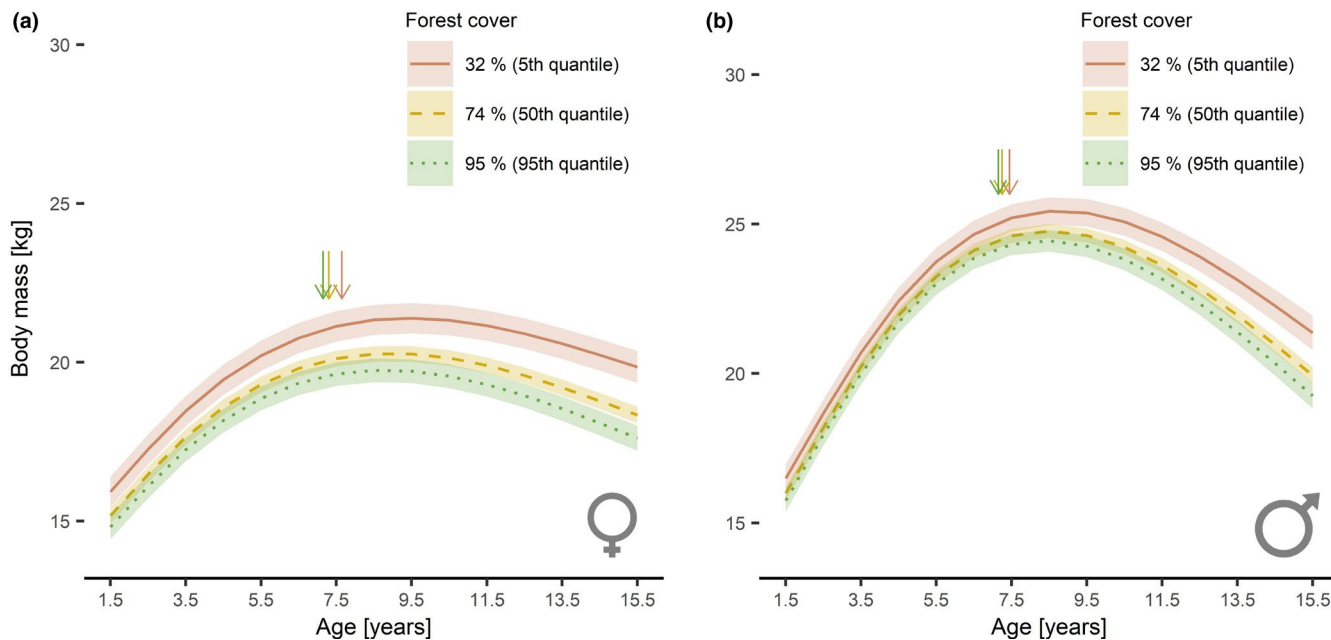 (a)
Forest cover
32 % (5th quantile)
74 % (50th quantile)
95 % (95th quantile)
30
25
20
15
Body mass [kg]
1.5 3.5 5.5 7.5 9.5 11.5 13.5 15.5
Age [years]
(b)
Forest cover
32 % (5th quantile)
74 % (50th quantile)
95 % (95th quantile)
30
25
20
15
1.5 3.5 5.5 7.5 9.5 11.5 13.5 15.5
Age [years]